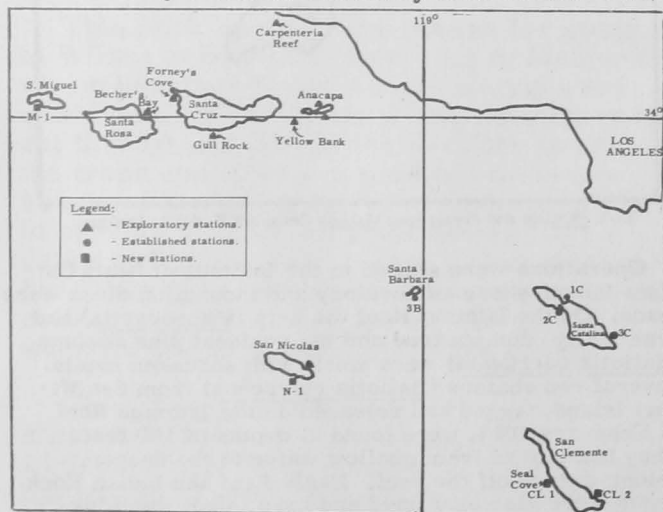 119°
Carpenteria
Reef
S. Miguel
M-1
Forney's
Cove
Becher's
Bay
Santa
Rosa
Santa
Cruz
Gull Rock
Anacapa
Yellow Bank
34°
LOS
ANGELES
Legend:
- Exploratory stations.
- Established stations.
- New stations.
Santa
Barbara
3B
1C
2C
Santa
Catalina
3C
San Nicolas
N-1
San
Clemente
Seal
Cove
CL 1
CL 2